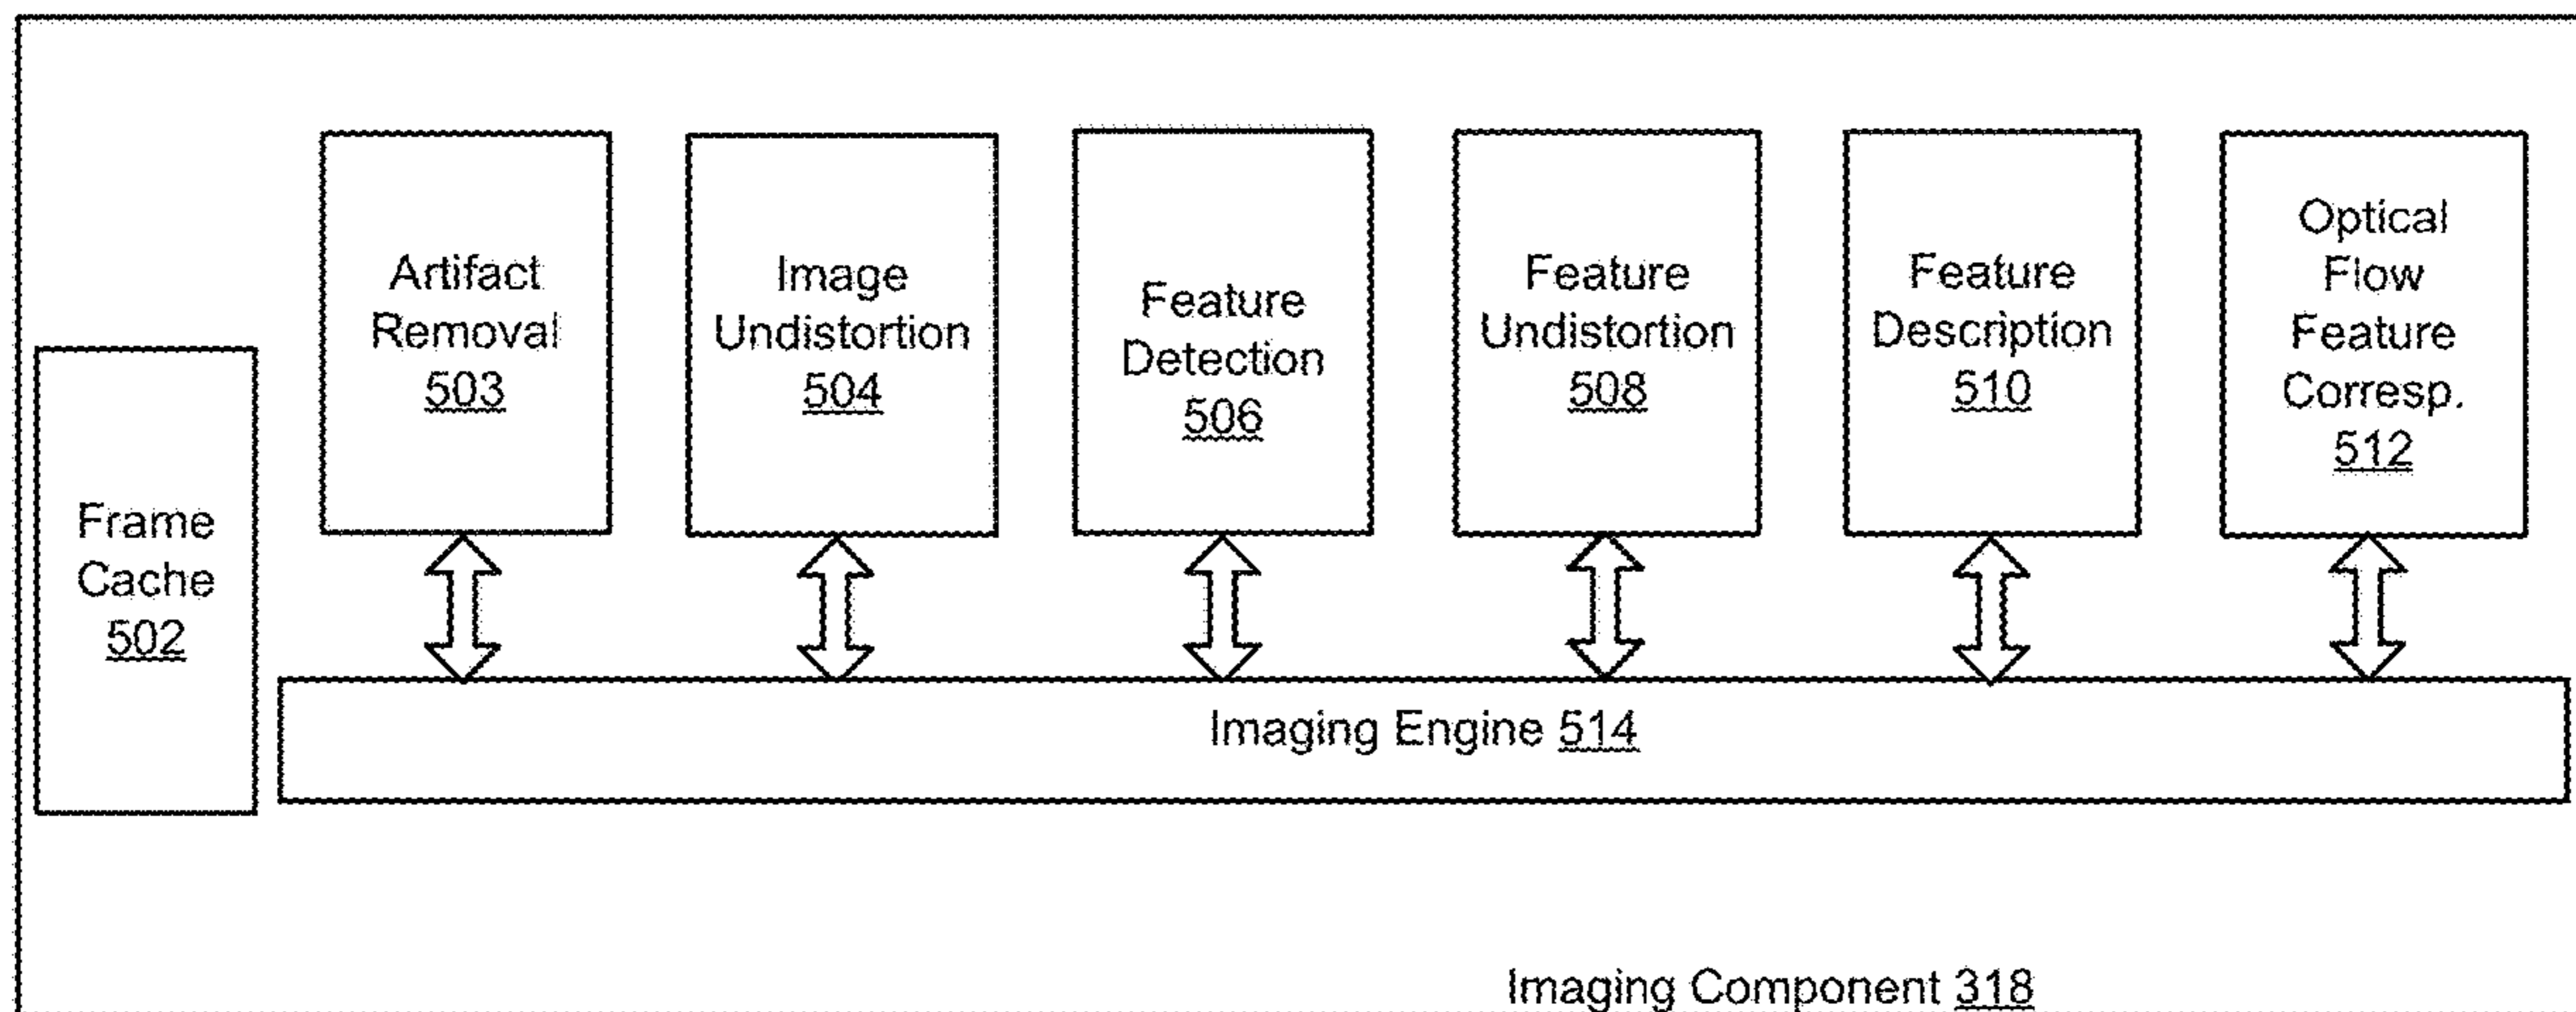 Frame
Cache
502
Artifact
Removal
503
Image
Undistortion
504
Feature
Detection
506
Feature
Undistortion
508
Feature
Description
510
Optical
Flow
Feature
Corresp.
512
Imaging Engine 514
Imaging Component 318